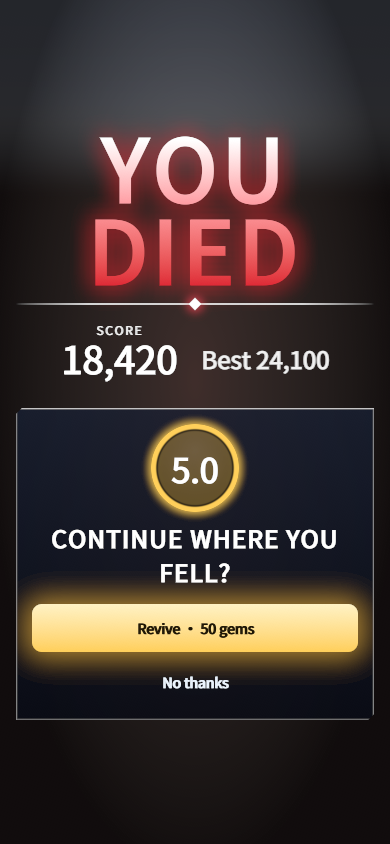 YOU
DIED
SCORE
18,420
Best 24,100
5.0
CONTINUE WHERE YOU
FELL?
Revive · 50 gems
No thanks